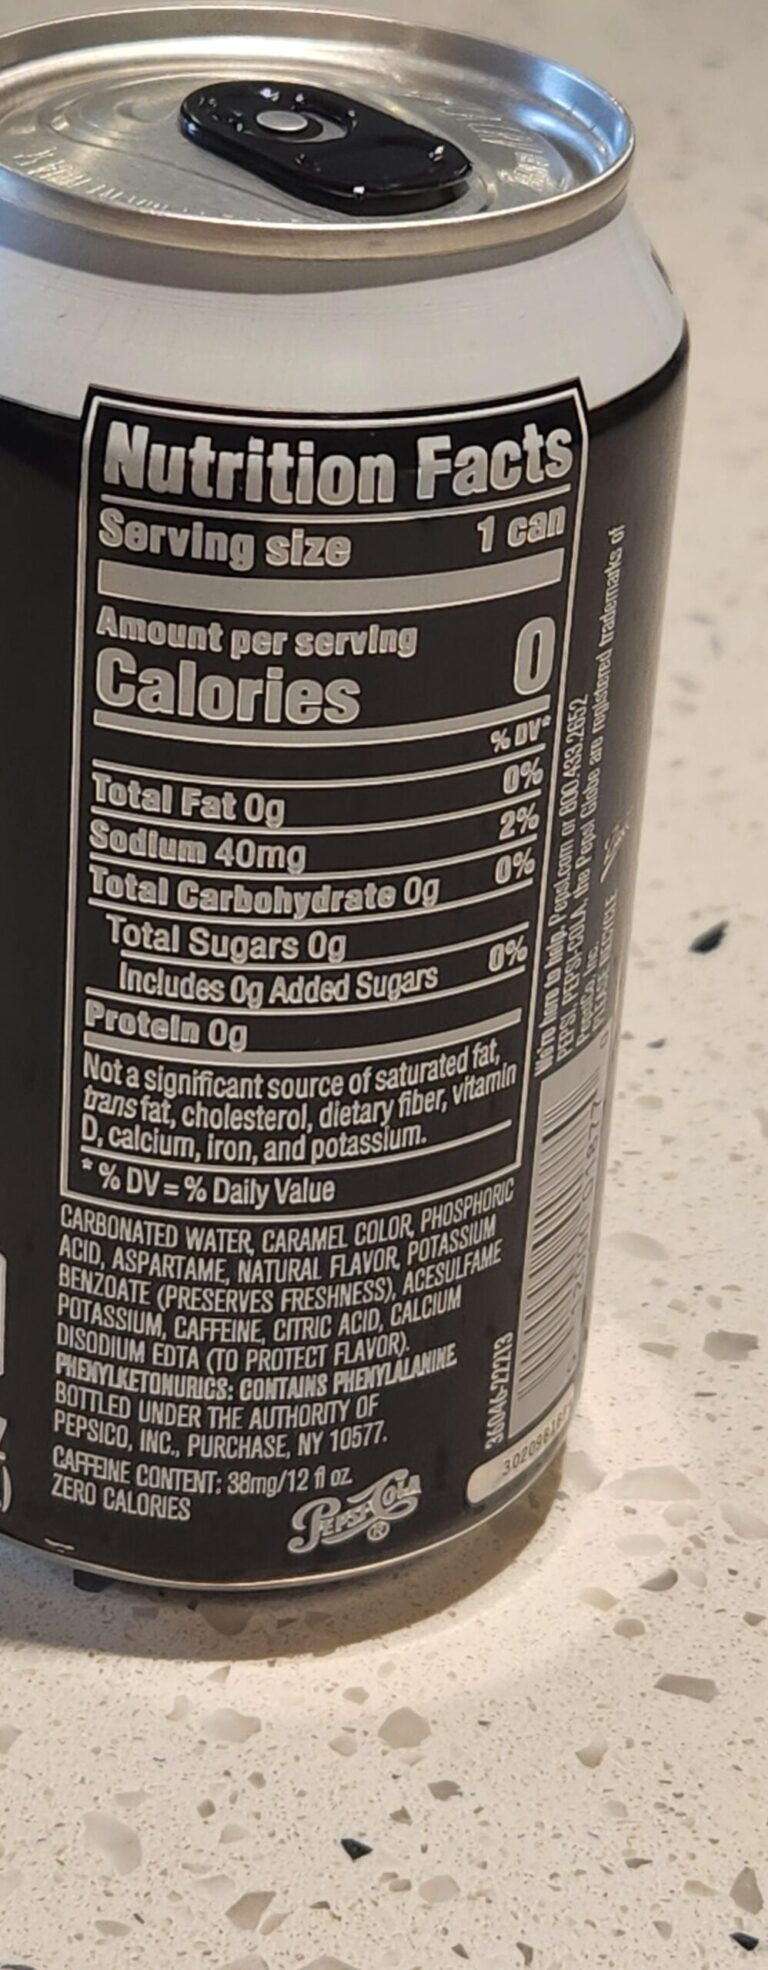 Nutrition Facts
Serving size 1 can
Amount per serving
Calories 0
% DV*
Total Fat 0g 0%
Sodium 40mg 2%
Total Carbohydrate 0g 0%
Total Sugars 0g
Includes 0g Added Sugars 0%
Protein 0g
Not a significant source of saturated fat,
trans fat, cholesterol, dietary fiber, vitamin
D, calcium, iron, and potassium.
* % DV = % Daily Value
CARBONATED WATER, CARAMEL COLOR, PHOSPHORIC
ACID, ASPARTAME, NATURAL FLAVOR, POTASSIUM
BENZOATE (PRESERVES FRESHNESS), ACESULFAME
POTASSIUM, CAFFEINE, CITRIC ACID, CALCIUM
DISODIUM EDTA (TO PROTECT FLAVOR).
PHENYLKETONURICS: CONTAINS PHENYLALANINE
BOTTLED UNDER THE AUTHORITY OF
PEPSICO, INC., PURCHASE, NY 10577.
CAFFEINE CONTENT: 38mg/12 fl oz
ZERO CALORIES
PEPSI-COLA ®
We're here to help. Pepsi.com or 800.433.2652
PEPSI, PEPSI-COLA, the Pepsi Globe are registered trademarks of
PepsiCo, Inc.
PLEASE RECYCLE
36046-22213